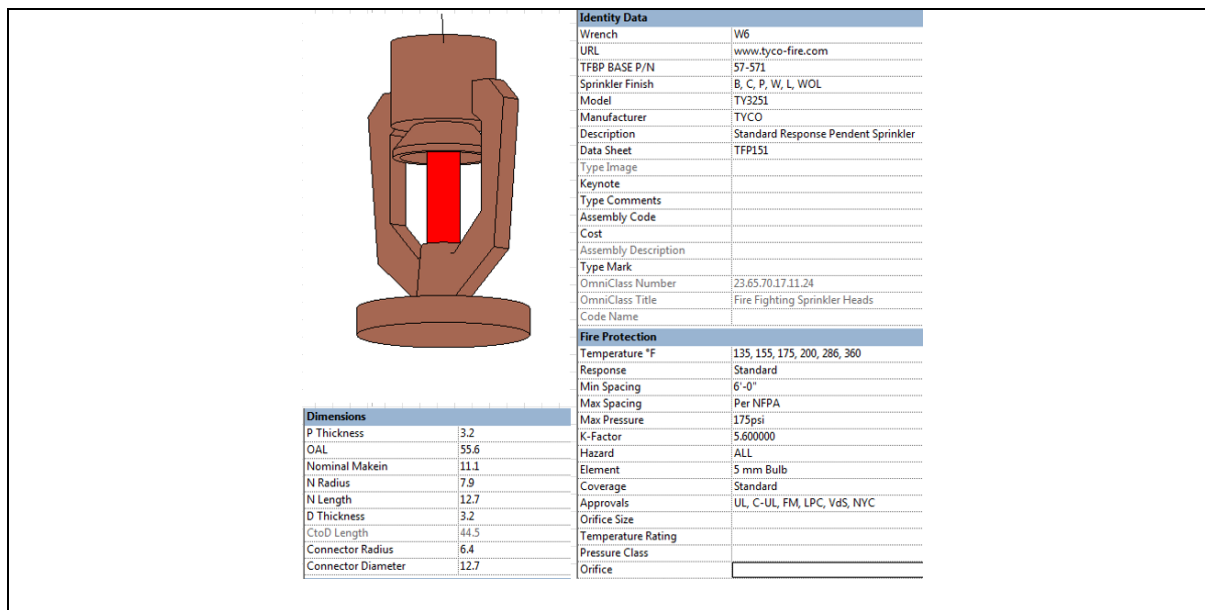 Identity Data
Wrench W6
URL www.tyco-fire.com
TFBP BASE P/N 57-571
Sprinkler Finish B, C, P, W, L, WOL
Model TY3251
Manufacturer TYCO
Description Standard Response Pendent Sprinkler
Data Sheet TFP151
Type Image
Keynote
Type Comments
Assembly Code
Cost
Assembly Description
Type Mark
OmniClass Number 23.65.70.17.11.24
OmniClass Title Fire Fighting Sprinkler Heads
Code Name
Fire Protection
Temperature °F 135, 155, 175, 200, 286, 360
Response Standard
Min Spacing 6'-0"
Max Spacing Per NFPA
Max Pressure 175psi
K-Factor 5.600000
Hazard ALL
Element 5 mm Bulb
Coverage Standard
Approvals UL, C-UL, FM, LPC, VdS, NYC
Orifice Size
Temperature Rating
Pressure Class
Orifice
Dimensions
P Thickness 3.2
OAL 55.6
Nominal Makein 11.1
N Radius 7.9
N Length 12.7
D Thickness 3.2
CtoD Length 44.5
Connector Radius 6.4
Connector Diameter 12.7